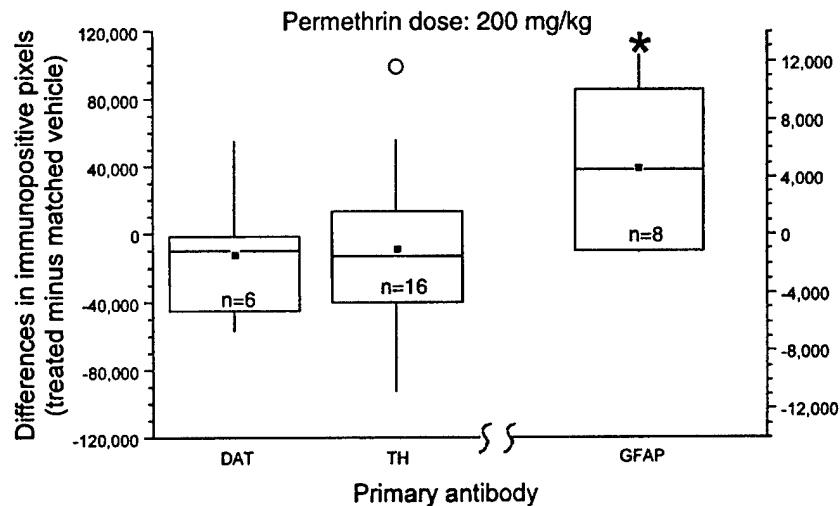 Permethrin dose: 200 mg/kg
Differences in immunopositive pixels
(treated minus matched vehicle)
120,000
80,000
40,000
0
-40,000
-80,000
-120,000
12,000
8,000
4,000
0
-4,000
-8,000
-12,000
*
n=6
n=16
n=8
DAT
TH
GFAP
Primary antibody